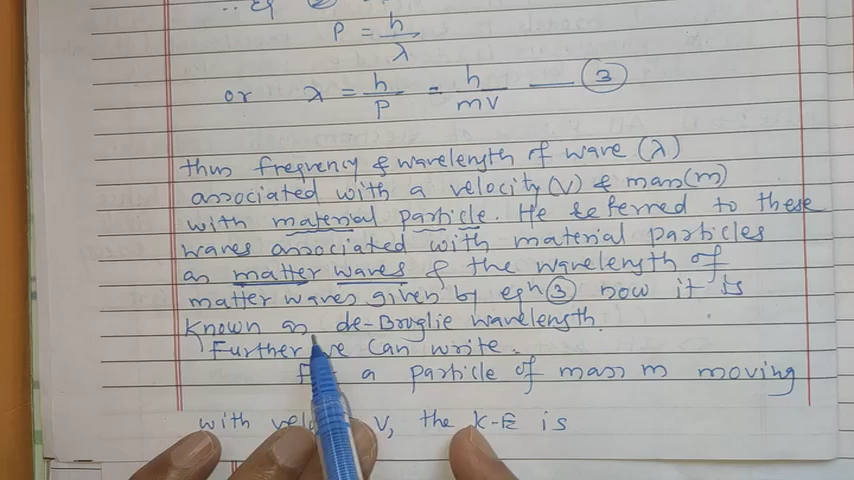 ∴ eq
P = h/λ
or λ = h/P = h/mV — (3)
thus frequency & wavelength of wave (λ)
associated with a velocity (V) & mass (m)
with material particle. He referred to these
waves associated with material particles
as matter waves & the wavelength of
matter waves given by eqn (3) now it is
known as de-Broglie wavelength.
Further we can write.
a particle of mass m moving
with V, the K-E is